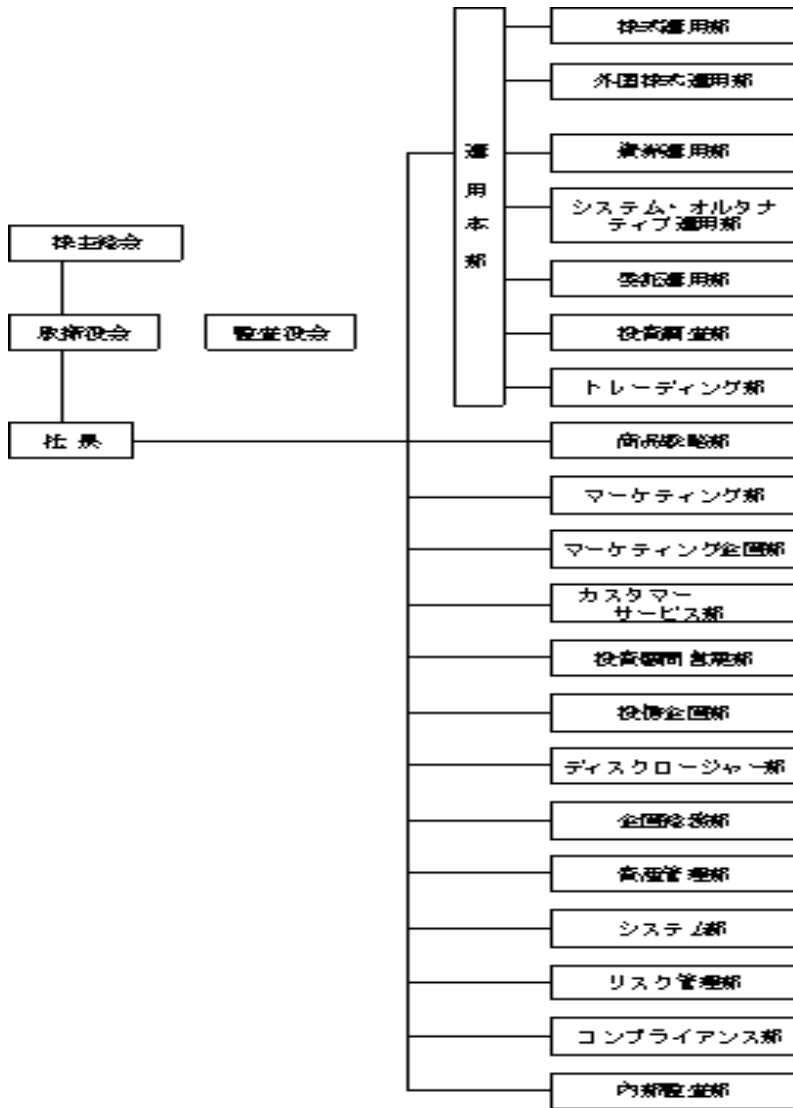 株式運用部
外国株式運用部
運用本部
債券運用部
システム・オルタナ
ティブ運用部
株主総会
委託運用部
取締役会
監査役会
投資調査部
トレーディング部
社長
商品戦略部
マーケティング部
マーケティング企画部
カスタマー
サービス部
投資顧問営業部
投信企画部
ディスクロージャー部
企画総務部
資産管理部
システム部
リスク管理部
コンプライアンス部
内部監査部